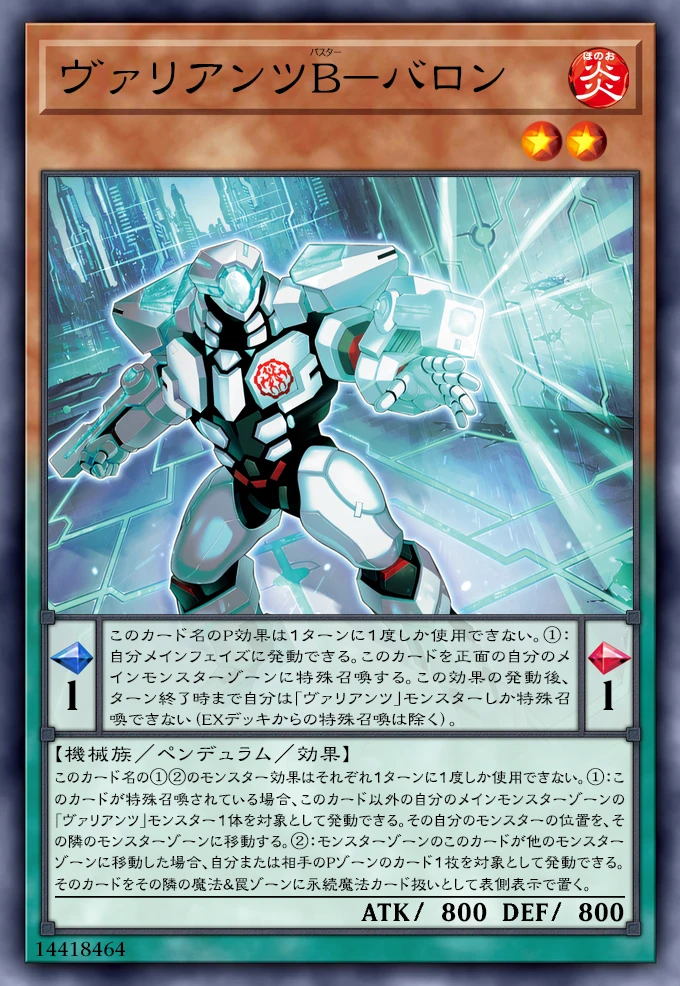 バスター
ヴァリアンツB－バロン
ほのお
炎
このカード名のP効果は1ターンに1度しか使用できない。①：
自分メインフェイズに発動できる。このカードを正面の自分のメ
インモンスターゾーンに特殊召喚する。この効果の発動後、
ターン終了時まで自分は「ヴァリアンツ」モンスターしか特殊召
喚できない（EXデッキからの特殊召喚は除く）。
1
1
【機械族／ペンデュラム／効果】
このカード名の①②のモンスター効果はそれぞれ1ターンに1度しか使用できない。①：こ
のカードが特殊召喚されている場合、このカード以外の自分のメインモンスターゾーンの
「ヴァリアンツ」モンスター1体を対象として発動できる。その自分のモンスターの位置を、そ
の隣のモンスターゾーンに移動する。②：モンスターゾーンのこのカードが他のモンスター
ゾーンに移動した場合、自分または相手のPゾーンのカード1枚を対象として発動できる。
そのカードをその隣の魔法&罠ゾーンに永続魔法カード扱いとして表側表示で置く。
ATK/ 800 DEF/ 800
14418464